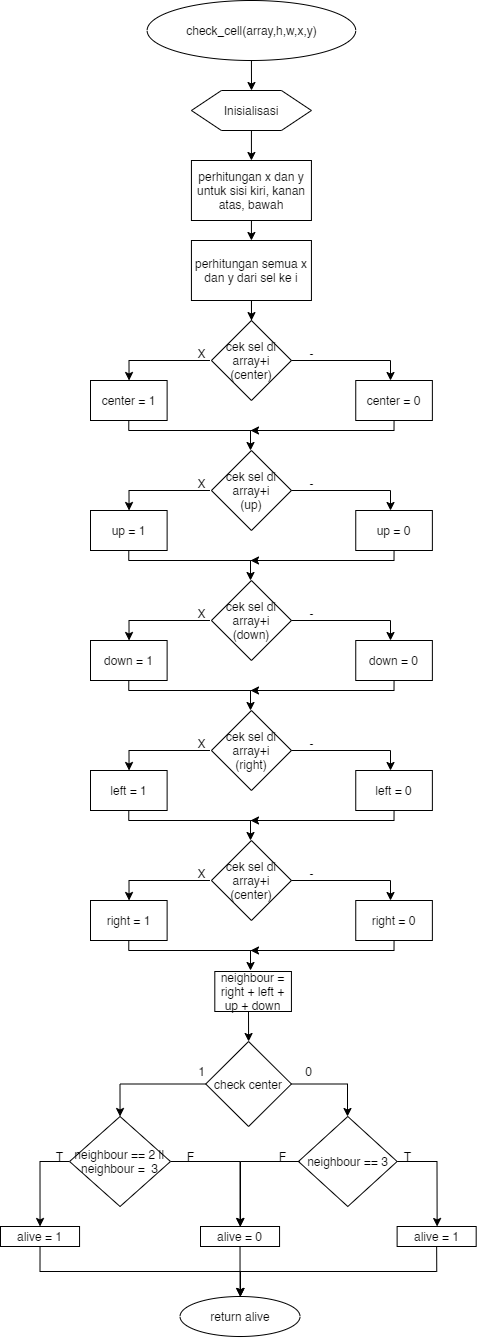 check_cell(array,h,w,x,y)
Inisialisasi
perhitungan x dan y
untuk sisi kiri, kanan
atas, bawah
perhitungan semua x
dan y dari sel ke i
X
cek sel di
array+i
(center)
-
center = 1
center = 0
X
cek sel di
array+i
(up)
-
up = 1
up = 0
X
cek sel di
array+i
(down)
-
down = 1
down = 0
X
cek sel di
array+i
(right)
-
left = 1
left = 0
X
cek sel di
array+i
(center)
-
right = 1
right = 0
neighbour =
right + left +
up + down
1
check center
0
T
neighbour == 2 ||
neighbour = 3
F
F
neighbour == 3
T
alive = 1
alive = 0
alive = 1
return alive